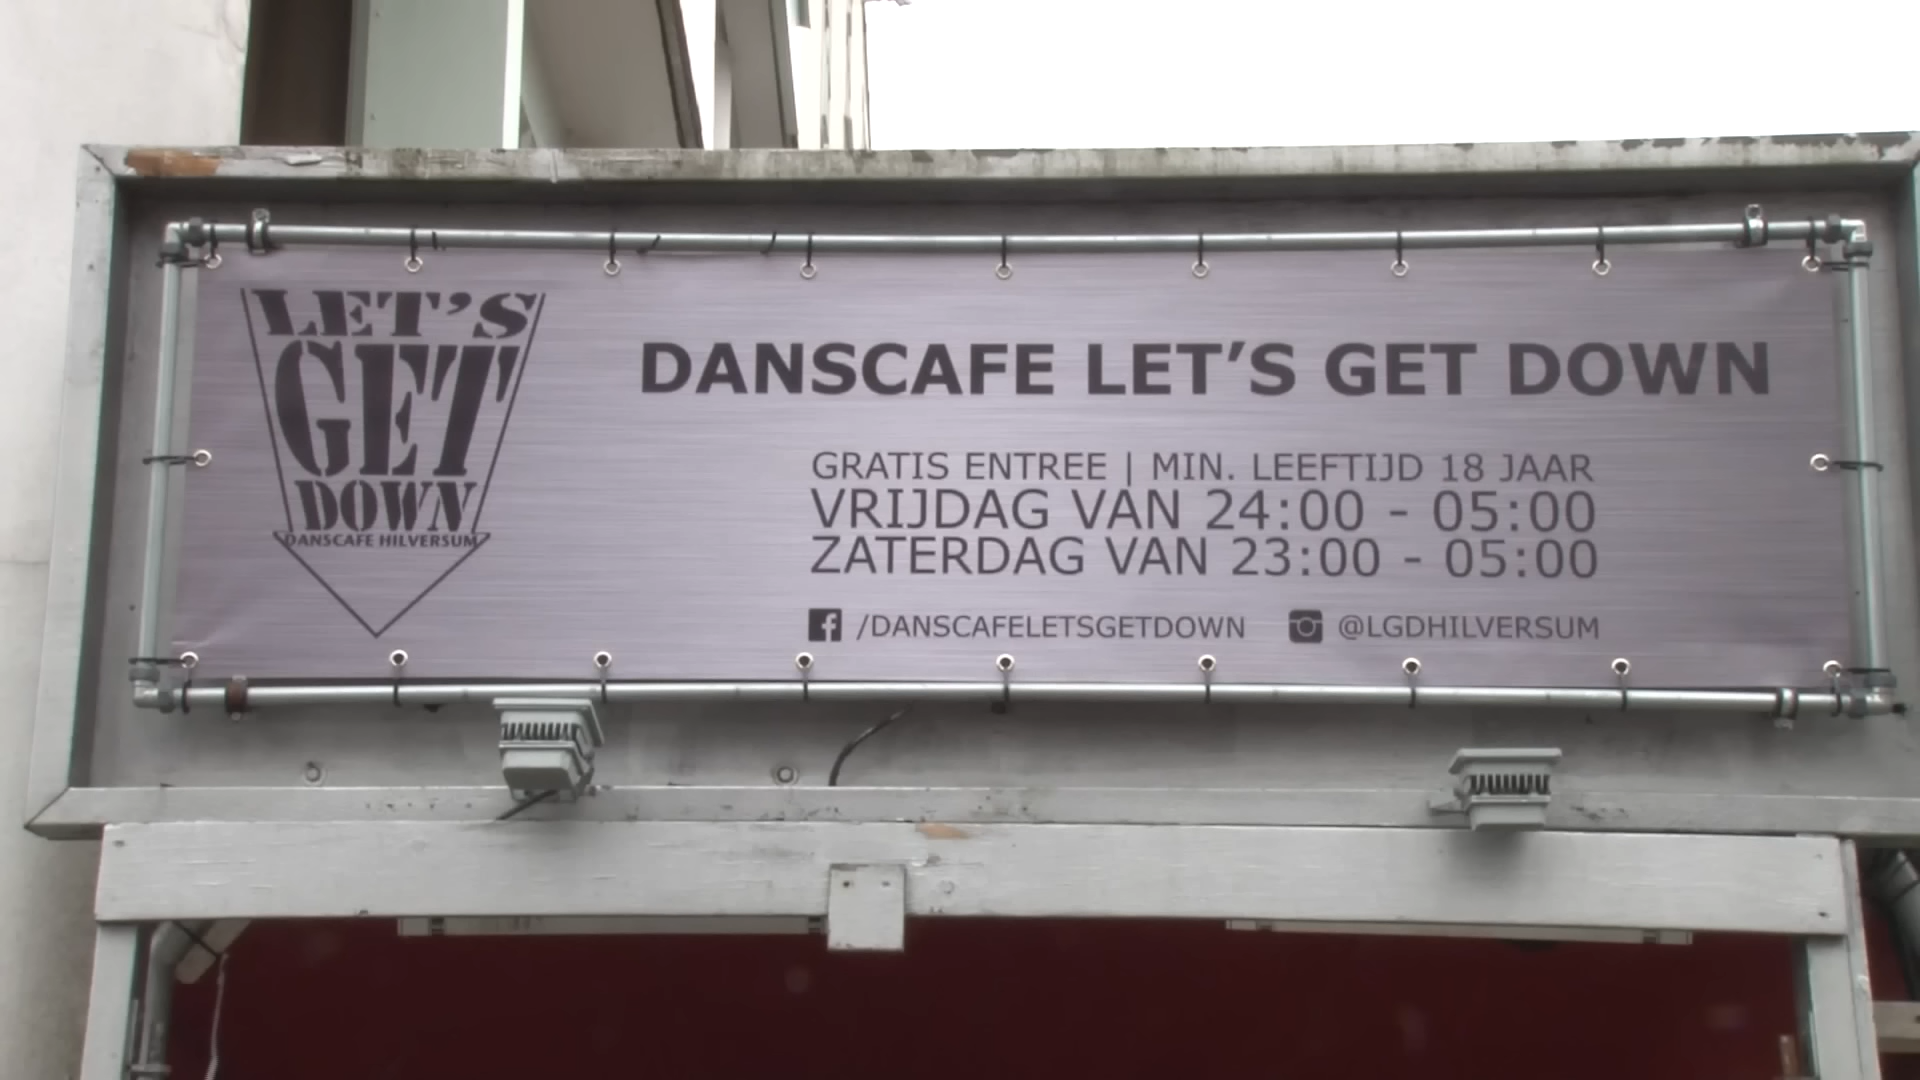 LET'S
GET
DOWN
DANSCAFE HILVERSUM
DANSCAFE LET'S GET DOWN
GRATIS ENTREE | MIN. LEEFTIJD 18 JAAR
VRIJDAG VAN 24:00 - 05:00
ZATERDAG VAN 23:00 - 05:00
/DANSCAFELETSGETDOWN @LGDHILVERSUM